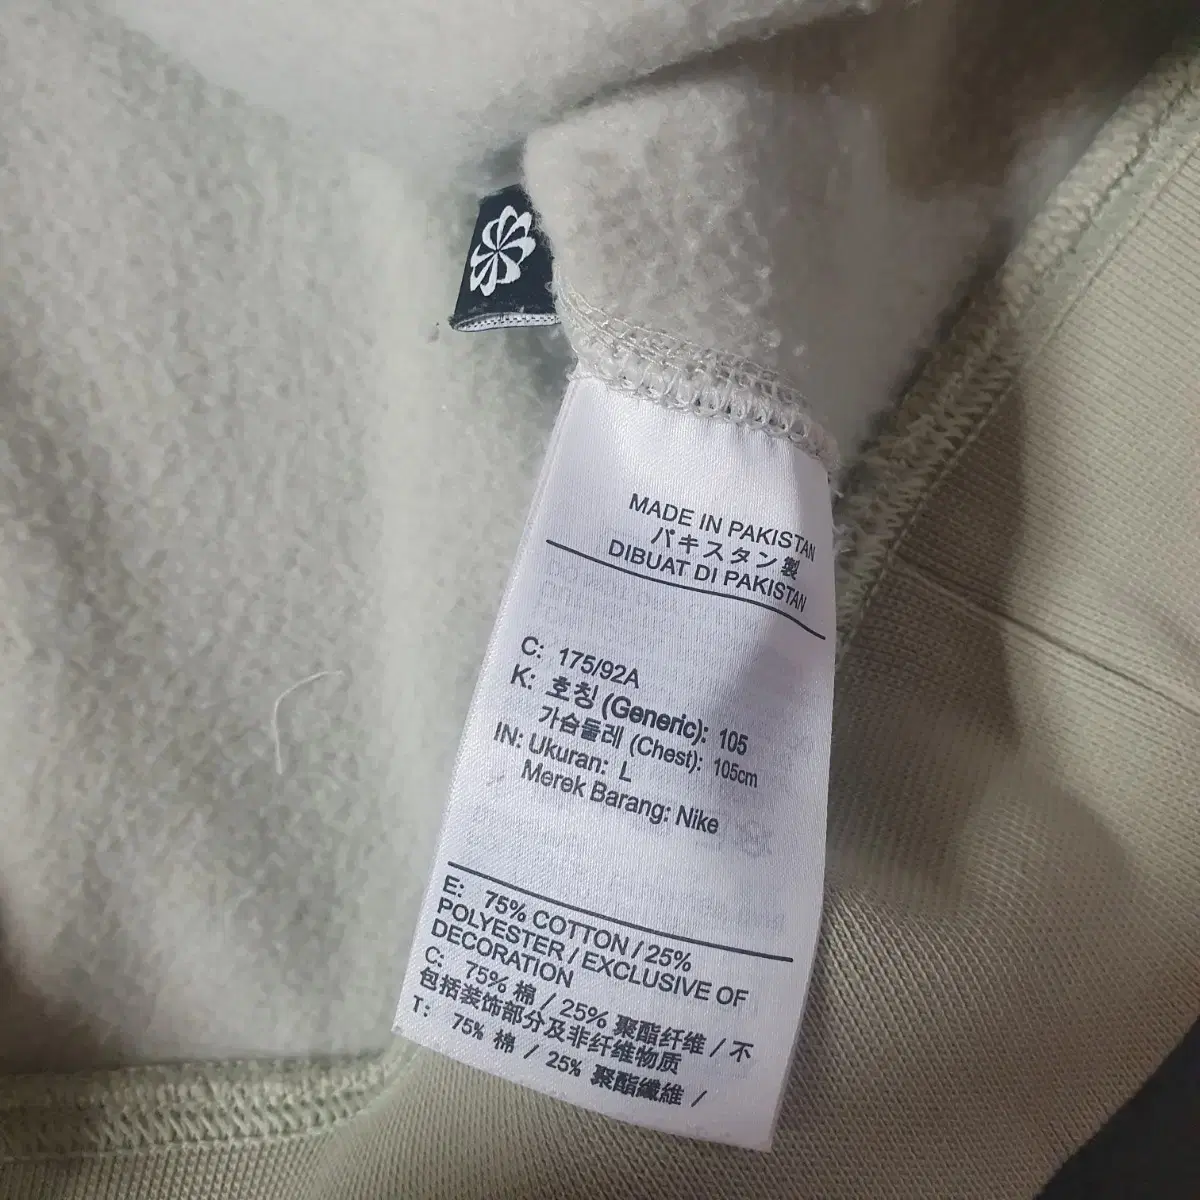 MADE IN PAKISTAN
パキスタン製
DIBUAT DI PAKISTAN
C: 175/92A
K: 호칭 (Generic): 105
가슴둘레 (Chest): 105cm
IN: Ukuran: L
Merek Barang: Nike
E: 75% COTTON / 25%
POLYESTER / EXCLUSIVE OF
DECORATION
C: 75% 棉 / 25% 聚酯纤维 / 不
包括装饰部分及非纤维物质
T: 75% 棉 / 25% 聚酯纖維 /